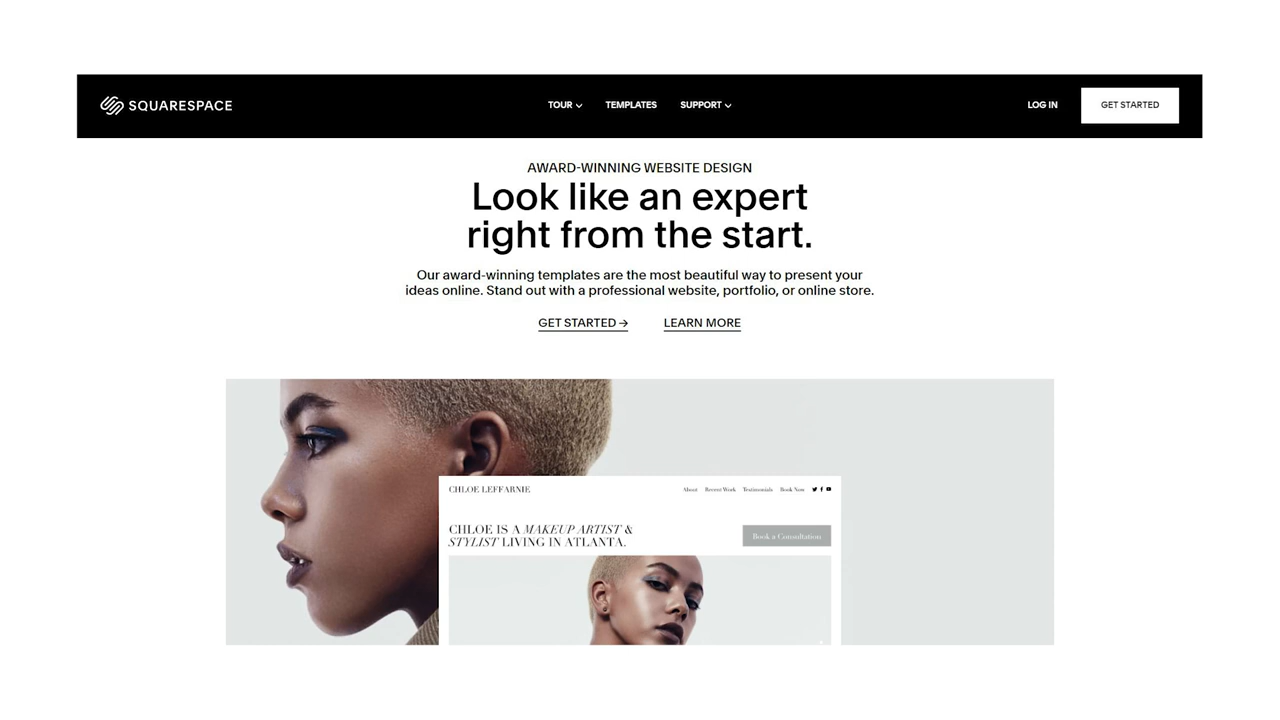 SQUARESPACE
TOUR TEMPLATES SUPPORT
LOG IN GET STARTED
AWARD-WINNING WEBSITE DESIGN
Look like an expert
right from the start.
Our award-winning templates are the most beautiful way to present your
ideas online. Stand out with a professional website, portfolio, or online store.
GET STARTED → LEARN MORE
CHLOE LEFFARNIE
About Recent Work Testimonials Book Now
CHLOE IS A MAKEUP ARTIST &
STYLIST LIVING IN ATLANTA.
Book a Consultation